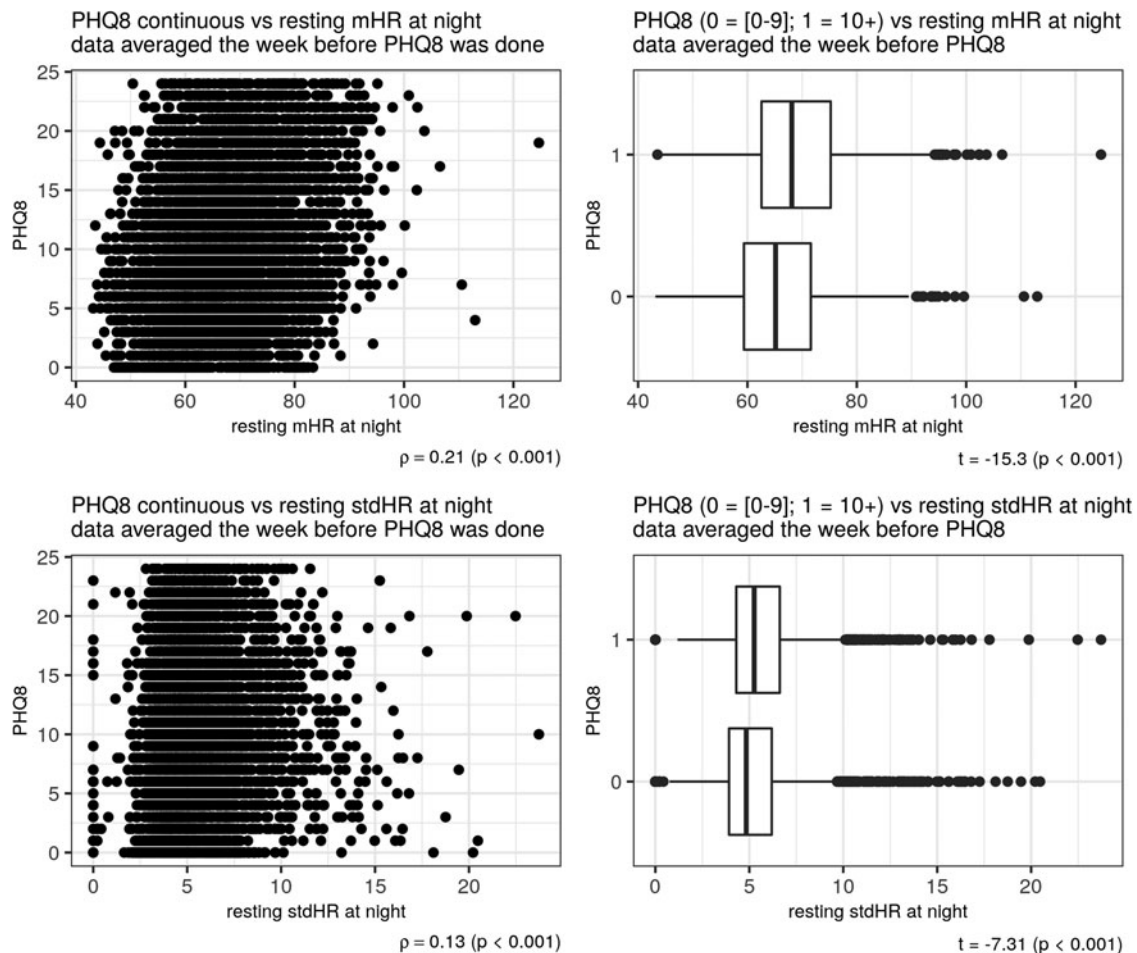 PHQ8 continuous vs resting mHR at night
data averaged the week before PHQ8 was done
25
20
15
10
5
0
PHQ8
40 60 80 100 120
resting mHR at night
ρ = 0.21 (p < 0.001)
PHQ8 (0 = [0-9]; 1 = 10+) vs resting mHR at night
data averaged the week before PHQ8
1
0
PHQ8
40 60 80 100 120
resting mHR at night
t = -15.3 (p < 0.001)
PHQ8 continuous vs resting stdHR at night
data averaged the week before PHQ8 was done
25
20
15
10
5
0
PHQ8
0 5 10 15 20
resting stdHR at night
ρ = 0.13 (p < 0.001)
PHQ8 (0 = [0-9]; 1 = 10+) vs resting stdHR at night
data averaged the week before PHQ8
1
0
PHQ8
0 5 10 15 20
resting stdHR at night
t = -7.31 (p < 0.001)